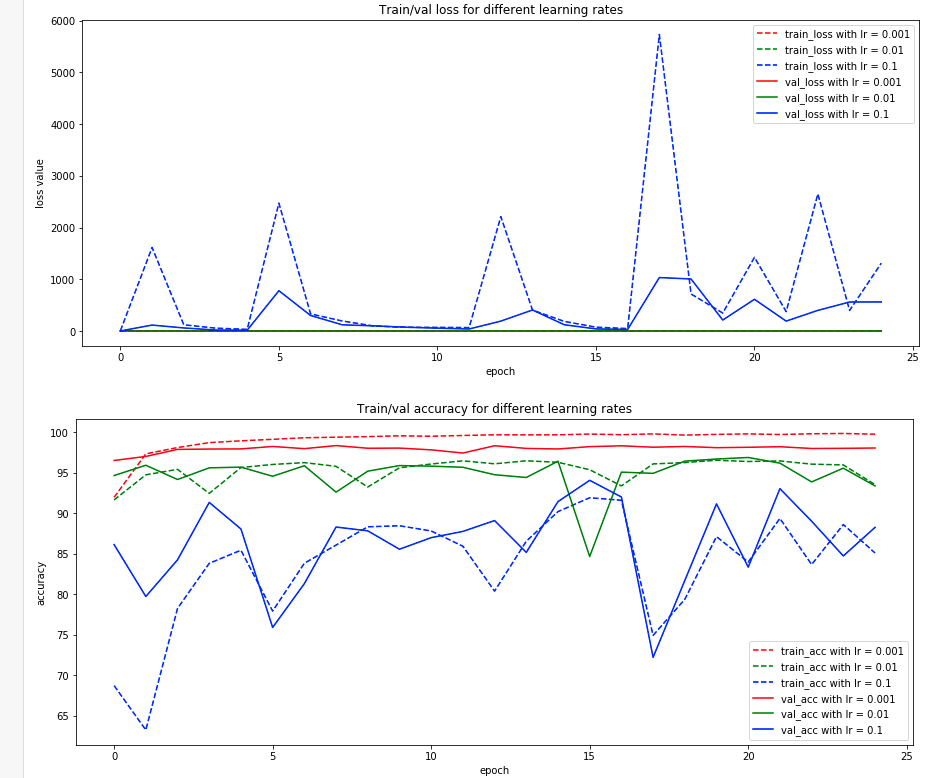 Train/val loss for different learning rates
6000
5000
4000
3000
2000
1000
0
loss value
train_loss with lr = 0.001
train_loss with lr = 0.01
train_loss with lr = 0.1
val_loss with lr = 0.001
val_loss with lr = 0.01
val_loss with lr = 0.1
0 5 10 15 20 25
epoch
Train/val accuracy for different learning rates
100
95
90
85
80
75
70
65
accuracy
train_acc with lr = 0.001
train_acc with lr = 0.01
train_acc with lr = 0.1
val_acc with lr = 0.001
val_acc with lr = 0.01
val_acc with lr = 0.1
0 5 10 15 20 25
epoch